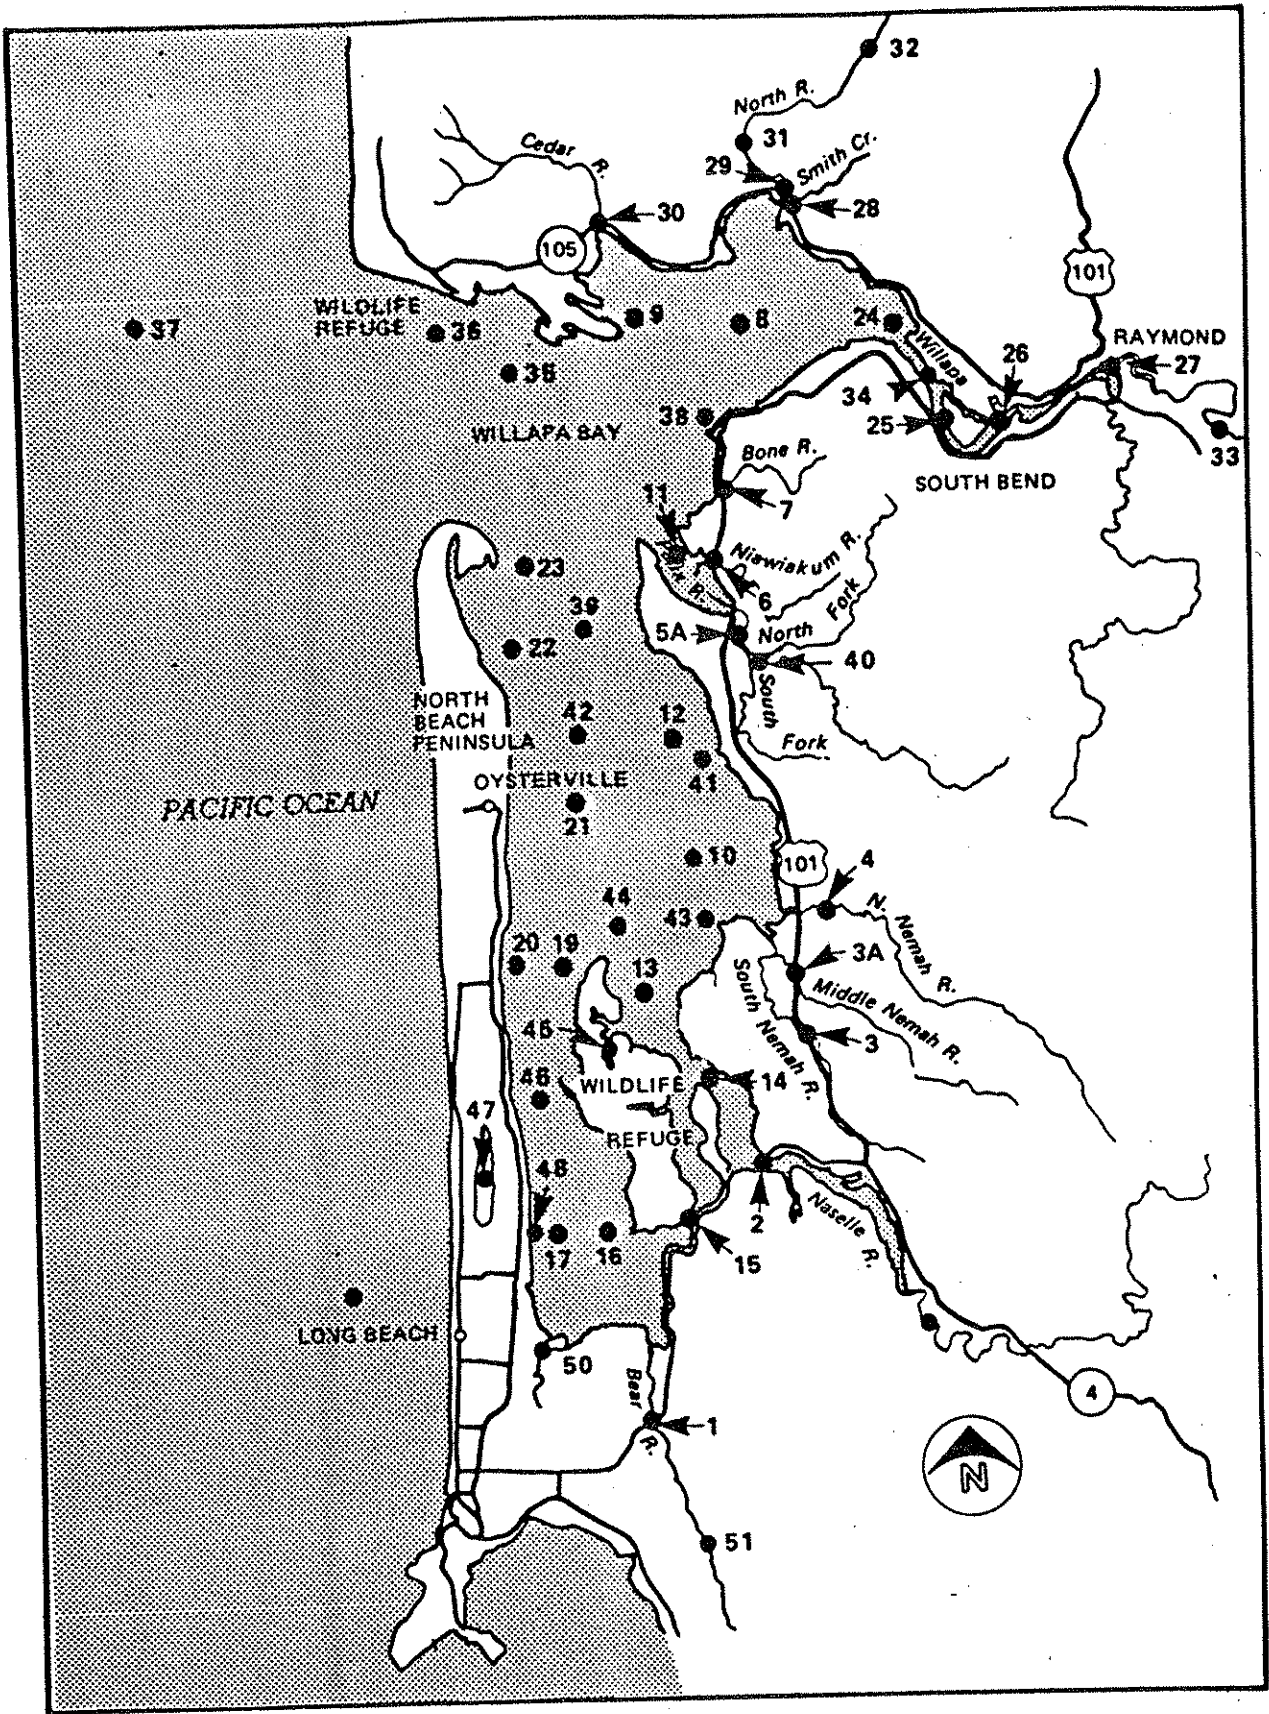 32
North R.
31
Cedar R.
Smith Cr.
29
30
28
105
101
WILDLIFE
REFUGE
37
36
9
8
24
Willapa
26
RAYMOND
27
35
34
38
25
WILLAPA BAY
33
Bone R.
SOUTH BEND
11
7
Niawiakum R.
23
R.
6
39
5A
North Fork
22
40
South Fork
NORTH
BEACH
PENINSULA
42
12
41
OYSTERVILLE
PACIFIC OCEAN
21
10
101
4
N. Nemah R.
44
43
20
19
3A
13
South Nemah R.
Middle Nemah R.
45
3
WILDLIFE
14
46
47
REFUGE
48
2
Naselle R.
17
16
15
LONG BEACH
50
Bear R.
4
1
N
51